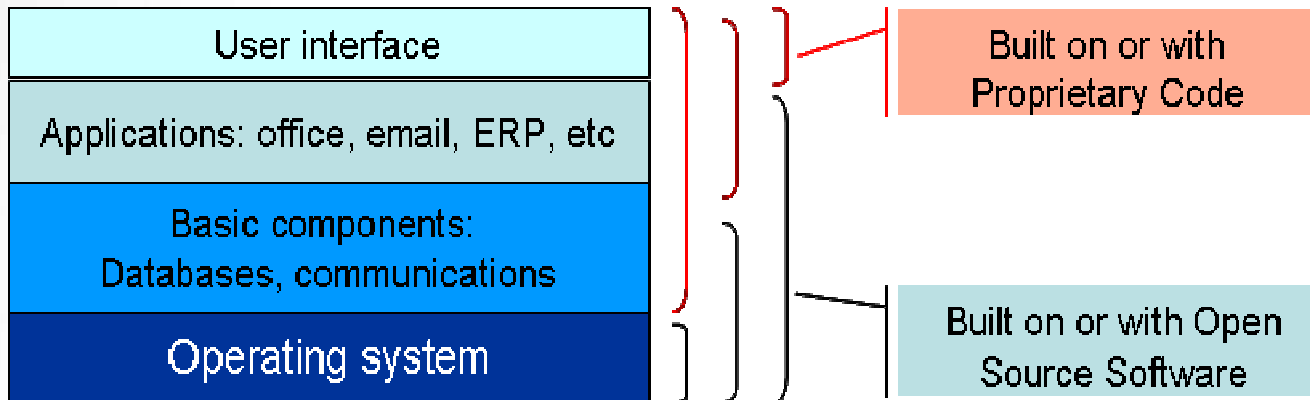 User interface
Applications: office, email, ERP, etc
Basic components:
Databases, communications
Operating system
Built on or with
Proprietary Code
Built on or with Open
Source Software